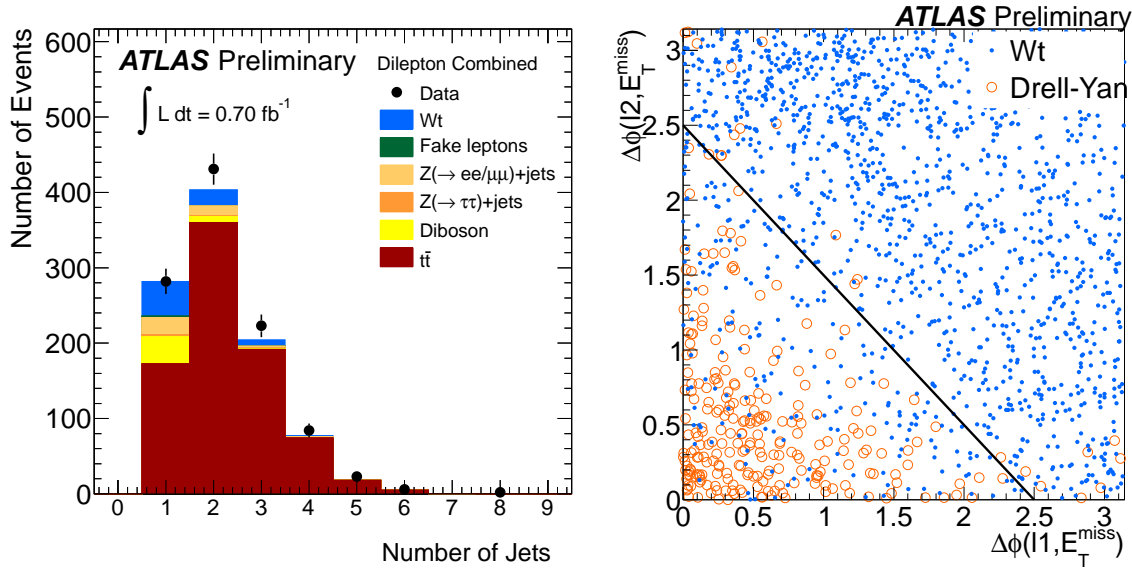 Number of Events
600
500
400
300
200
100
0
ATLAS Preliminary
∫ L dt = 0.70 fb⁻¹
Dilepton Combined
Data
Wt
Fake leptons
Z(→ ee/μμ)+jets
Z(→ ττ)+jets
Diboson
tt̄
0 1 2 3 4 5 6 7 8 9
Number of Jets
ATLAS Preliminary
Wt
Drell-Yan
Δϕ(l2,E_T^miss)
3
2.5
2
1.5
1
0.5
0
0 0.5 1 1.5 2 2.5 3
Δϕ(l1,E_T^miss)